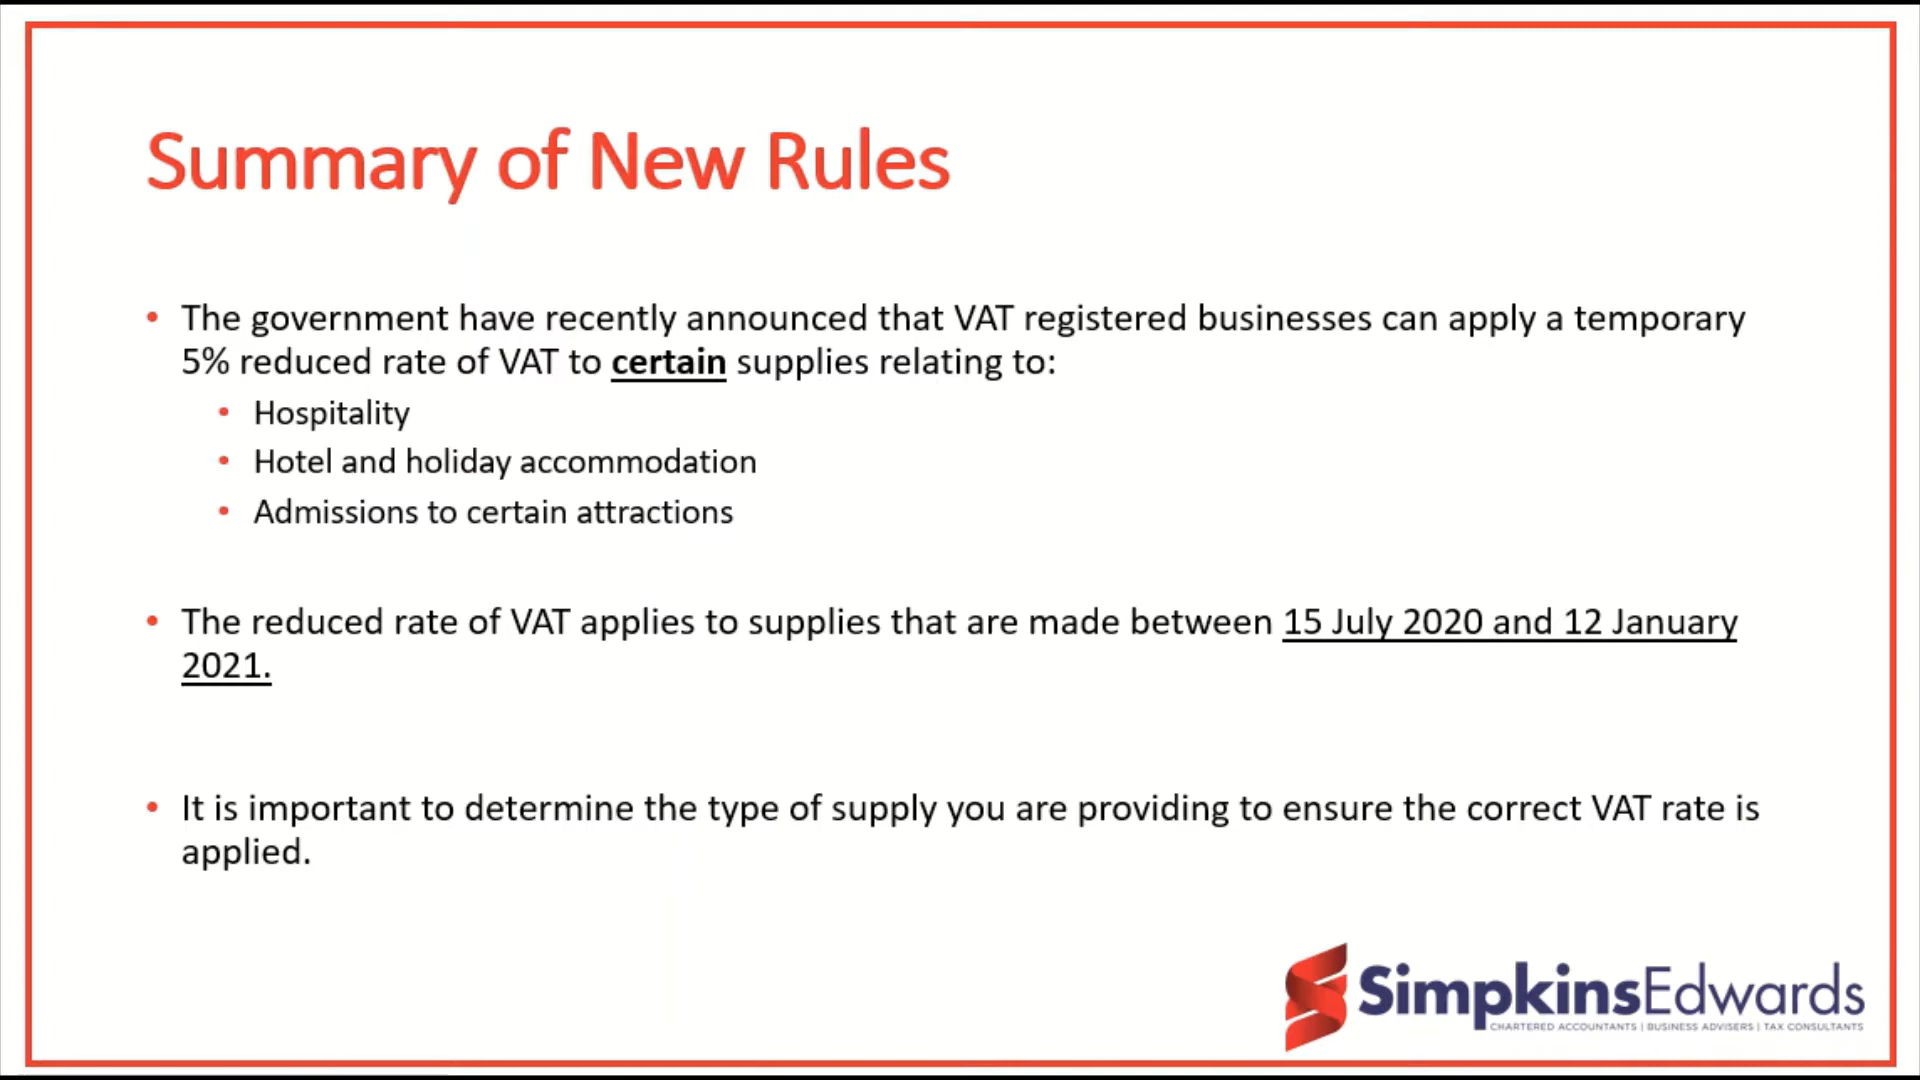 Summary of New Rules
• The government have recently announced that VAT registered businesses can apply a temporary
5% reduced rate of VAT to certain supplies relating to:
• Hospitality
• Hotel and holiday accommodation
• Admissions to certain attractions
• The reduced rate of VAT applies to supplies that are made between 15 July 2020 and 12 January
2021.
• It is important to determine the type of supply you are providing to ensure the correct VAT rate is
applied.
SimpkinsEdwards
CHARTERED ACCOUNTANTS | BUSINESS ADVISERS | TAX CONSULTANTS